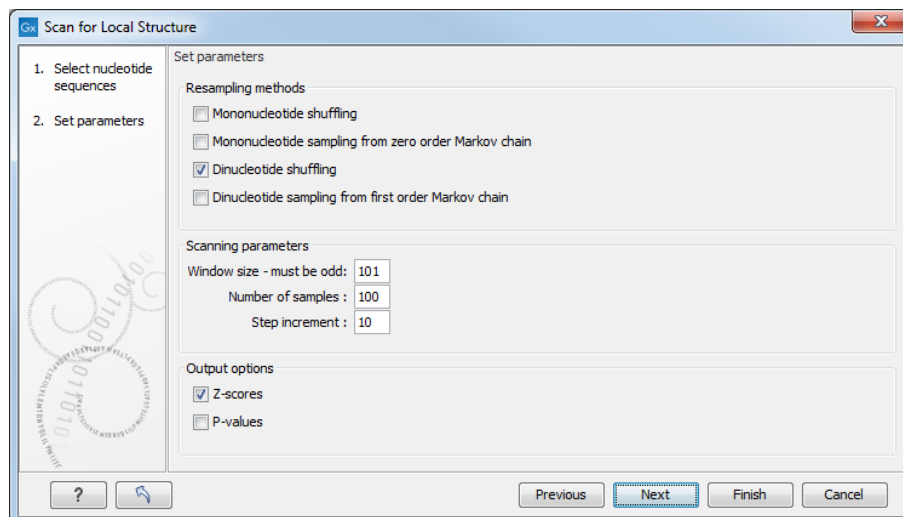 Gx Scan for Local Structure
X
1. Select nucleotide
sequences
2. Set parameters
Set parameters
Resampling methods
Mononucleotide shuffling
Mononucleotide sampling from zero order Markov chain
Dinucleotide shuffling
Dinucleotide sampling from first order Markov chain
Scanning parameters
Window size - must be odd: 101
Number of samples : 100
Step increment : 10
Output options
Z-scores
P-values
? Previous Next Finish Cancel